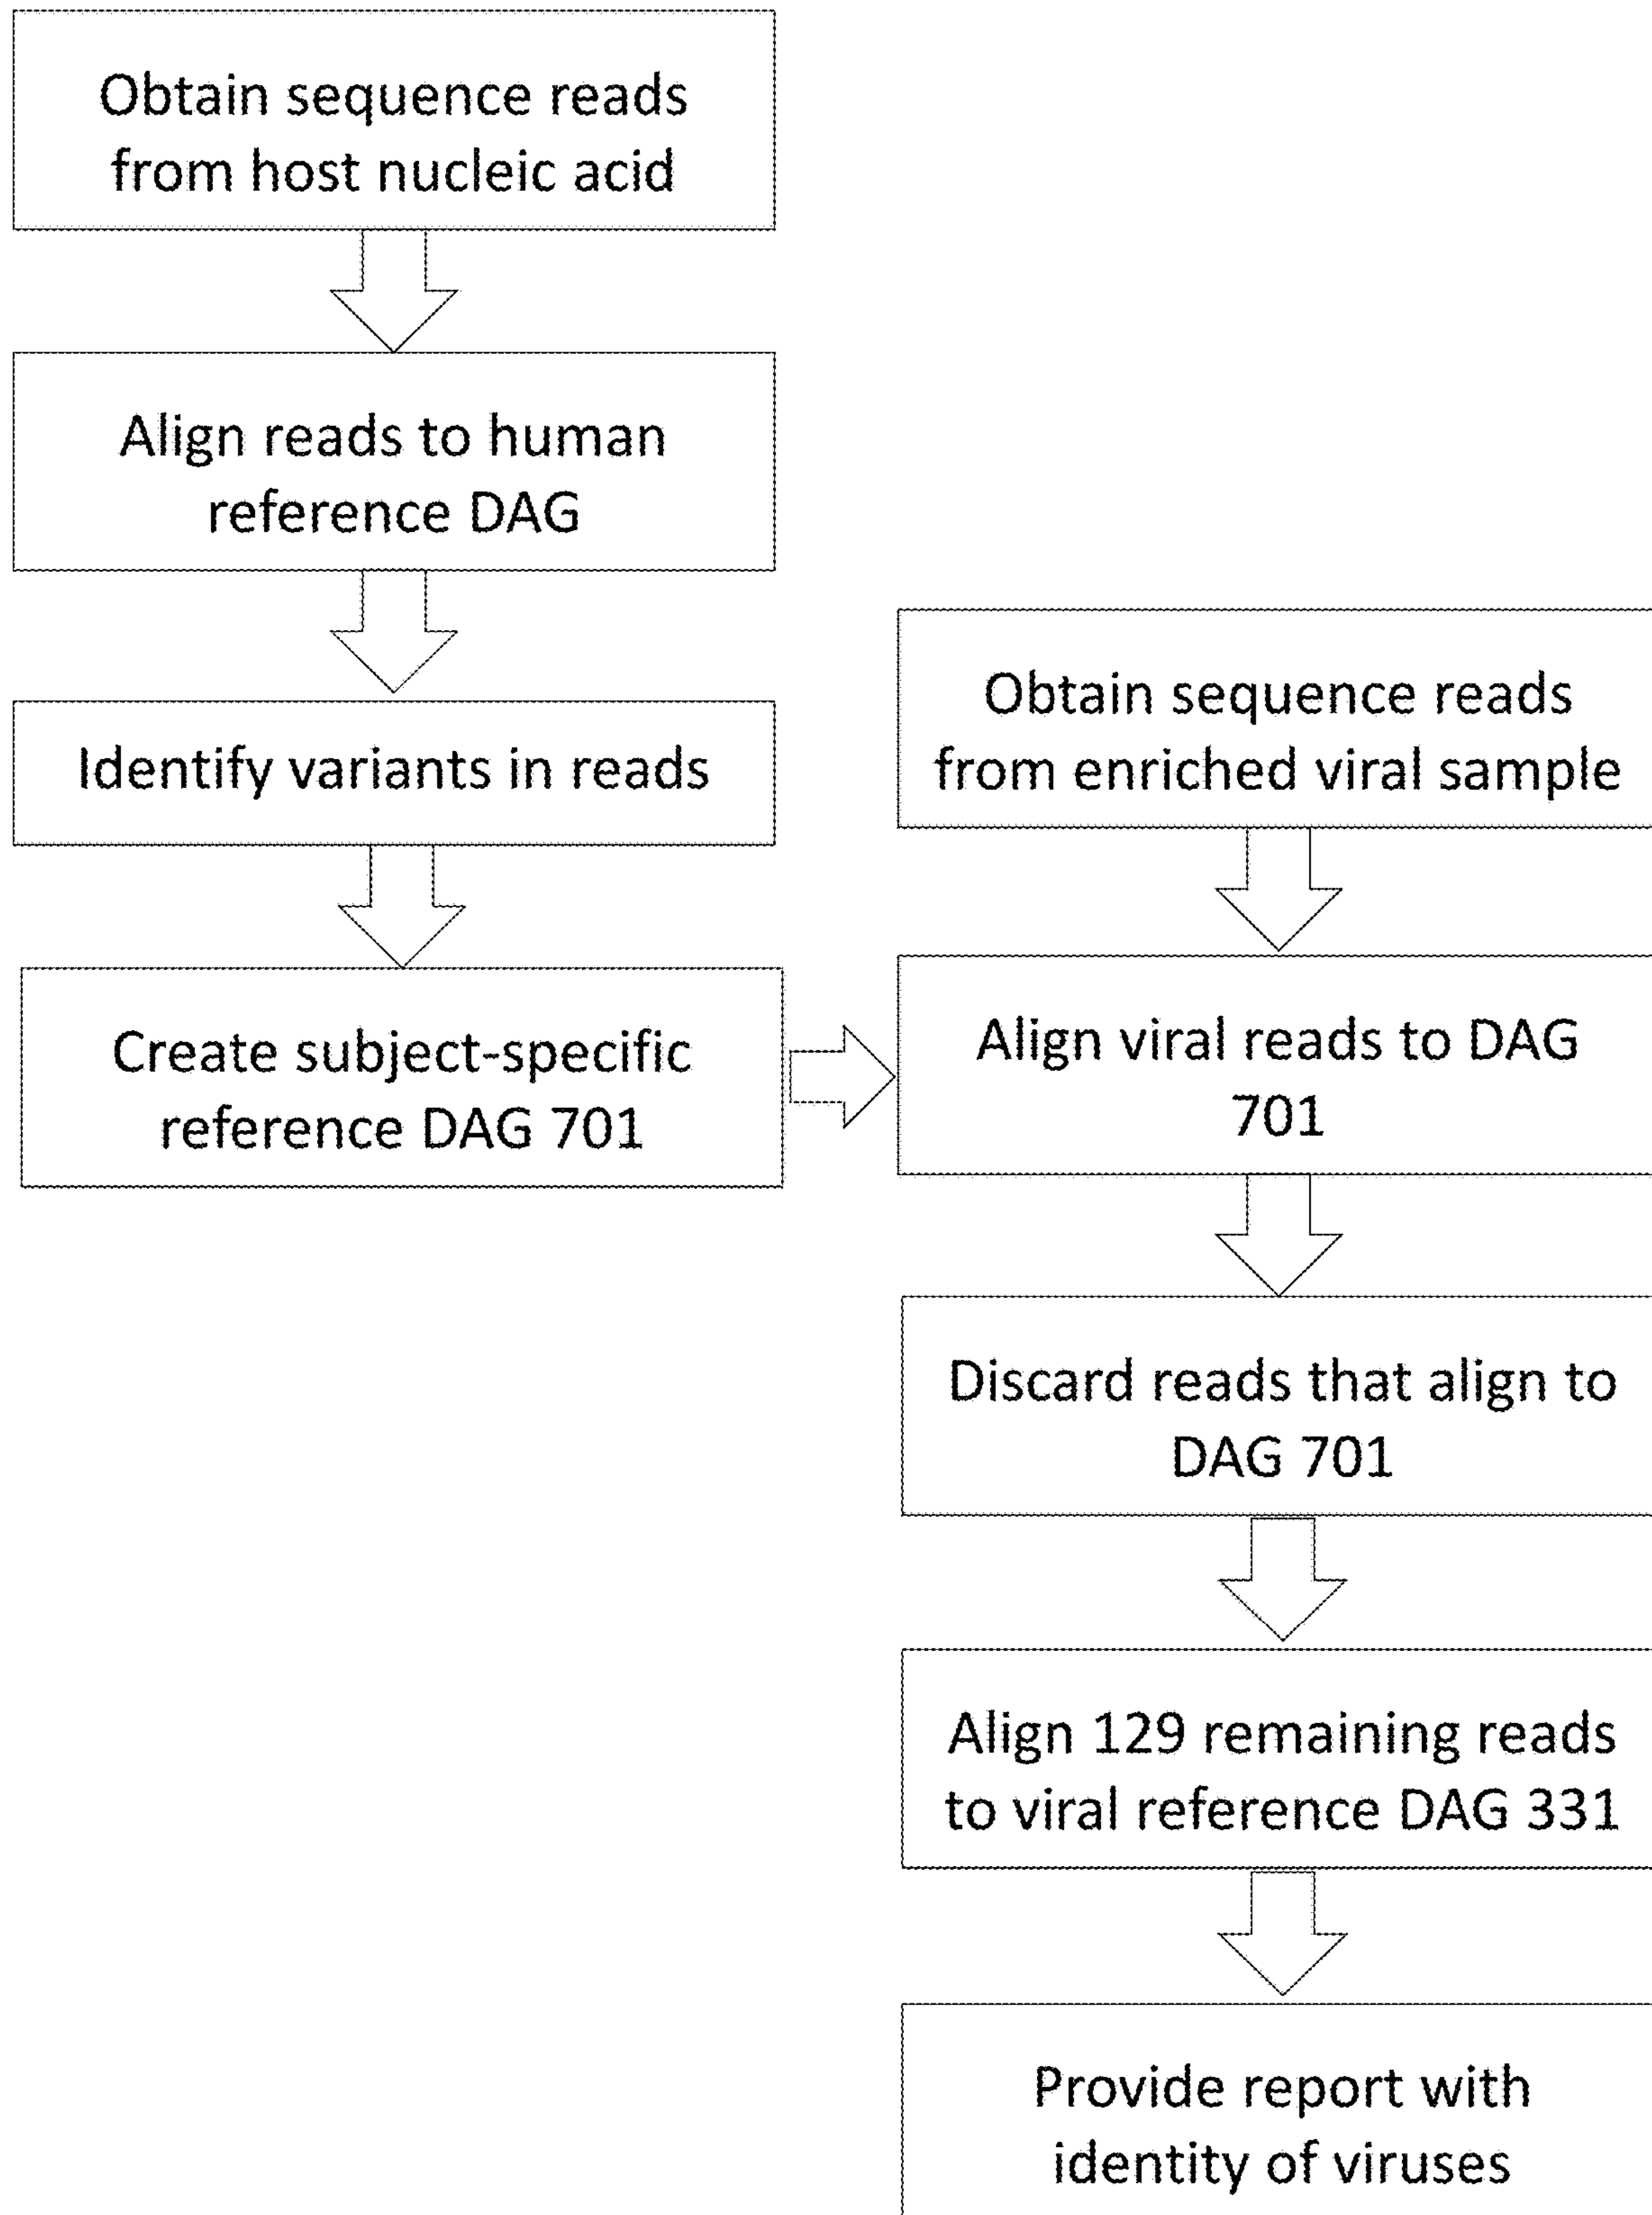 Obtain sequence reads
from host nucleic acid
Align reads to human
reference DAG
Identify variants in reads
Create subject-specific
reference DAG 701
Obtain sequence reads
from enriched viral sample
Align viral reads to DAG
701
Discard reads that align to
DAG 701
Align 129 remaining reads
to viral reference DAG 331
Provide report with
identity of viruses